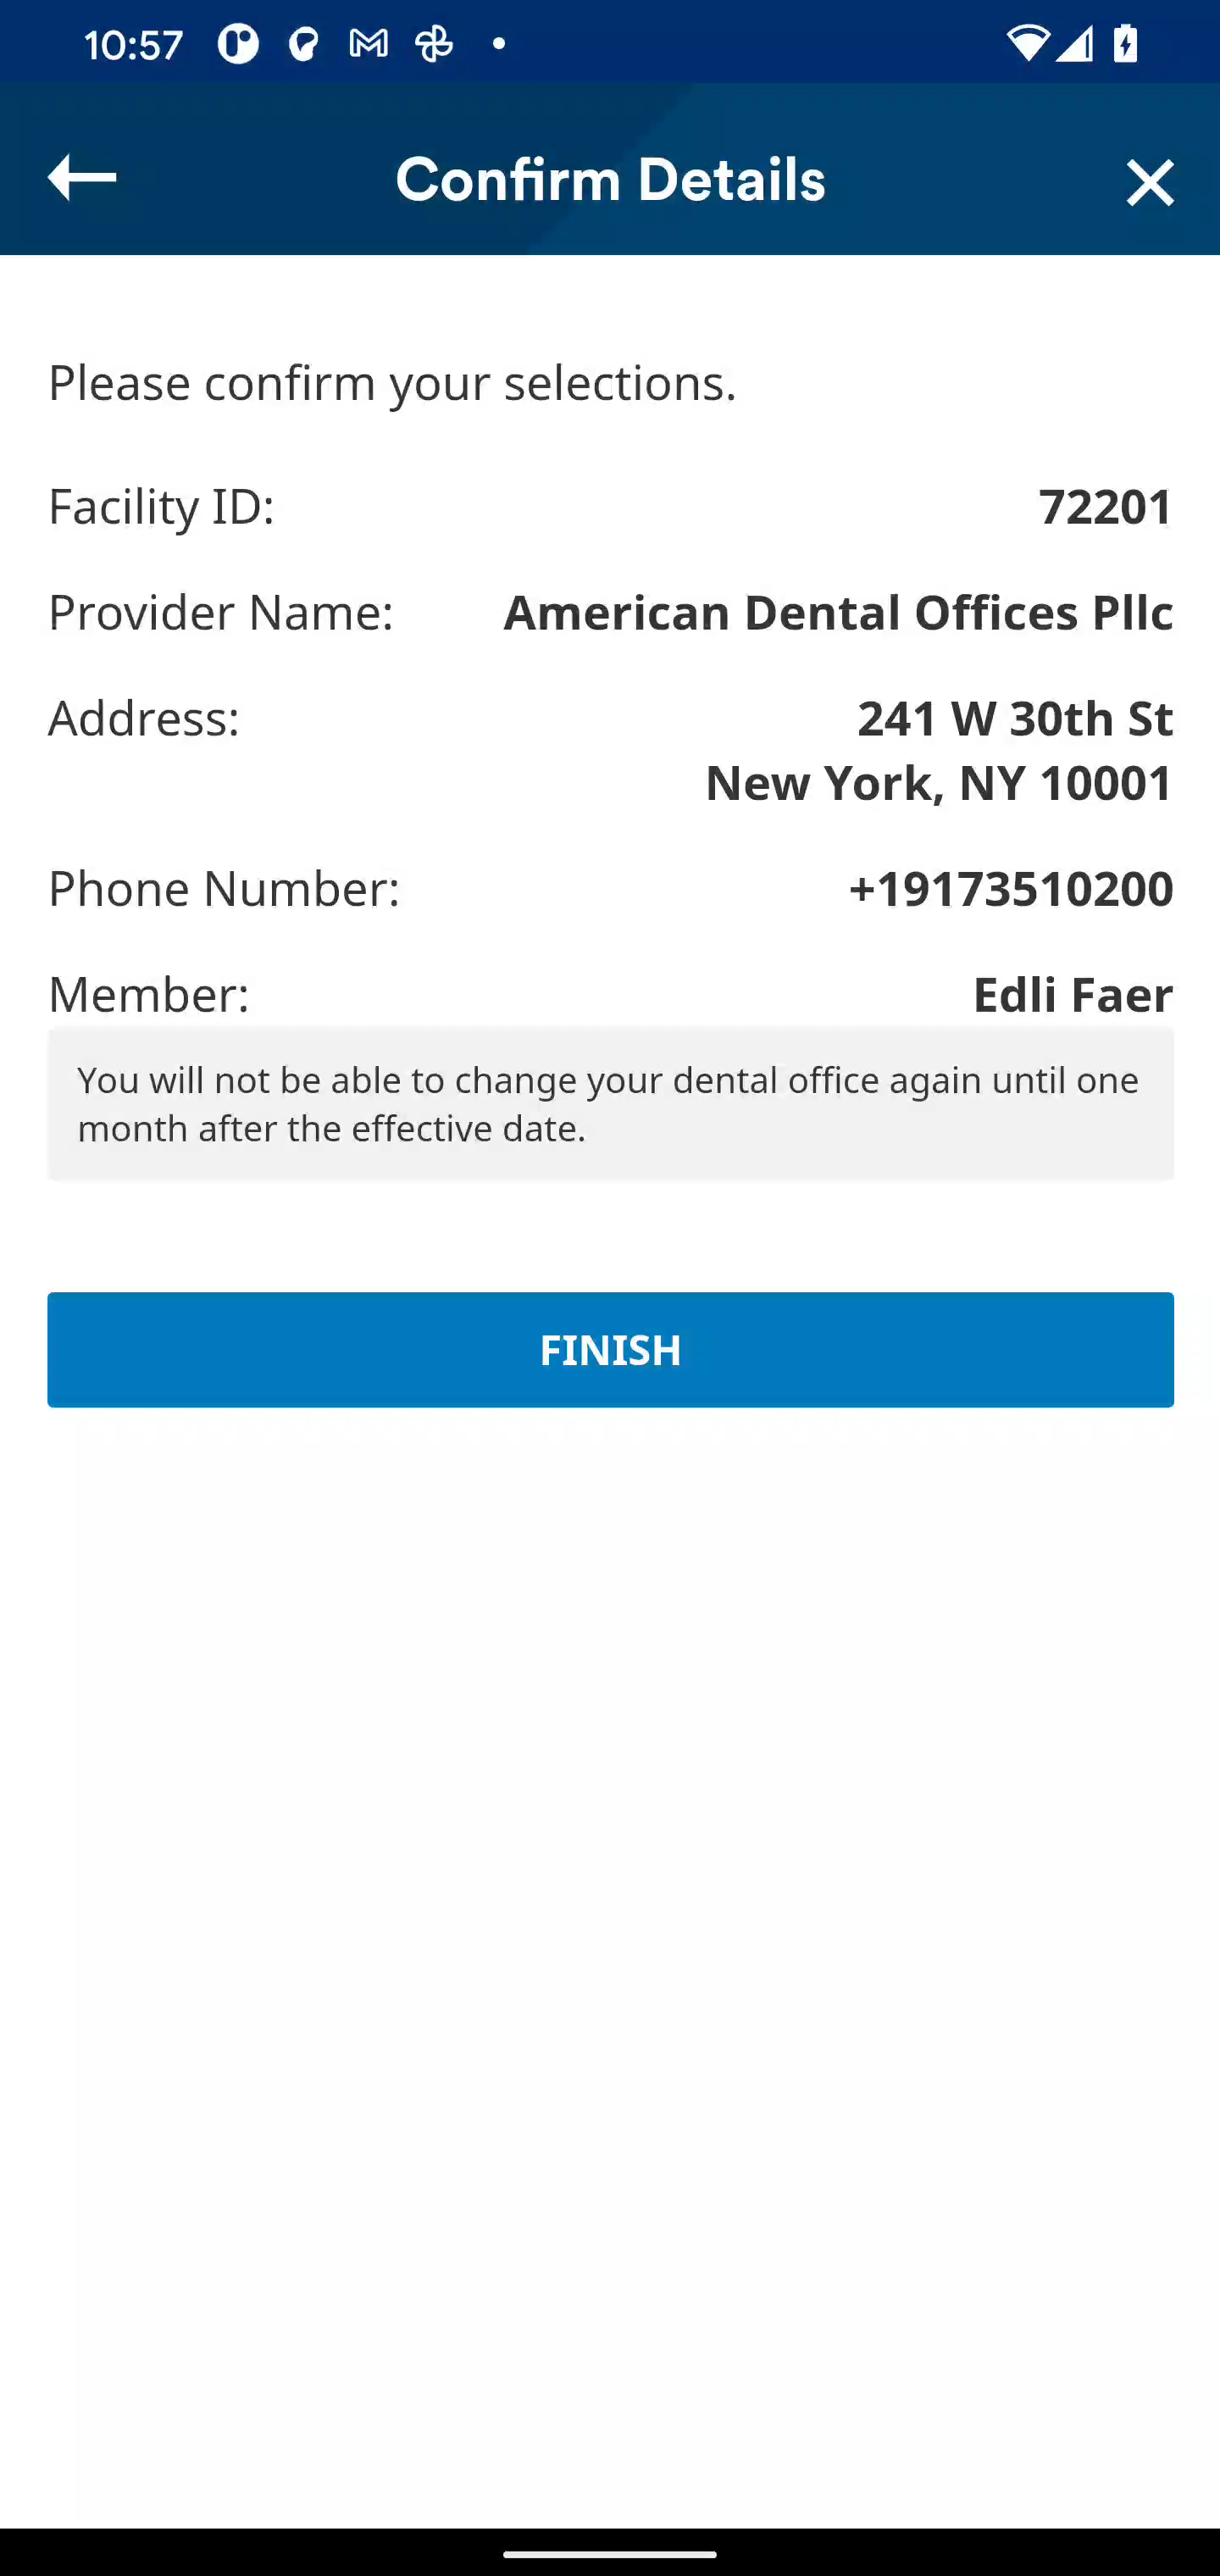 10:57
Confirm Details
Please confirm your selections.
Facility ID: 72201
Provider Name: American Dental Offices Pllc
Address: 241 W 30th St
New York, NY 10001
Phone Number: +19173510200
Member: Edli Faer
You will not be able to change your dental office again until one
month after the effective date.
FINISH